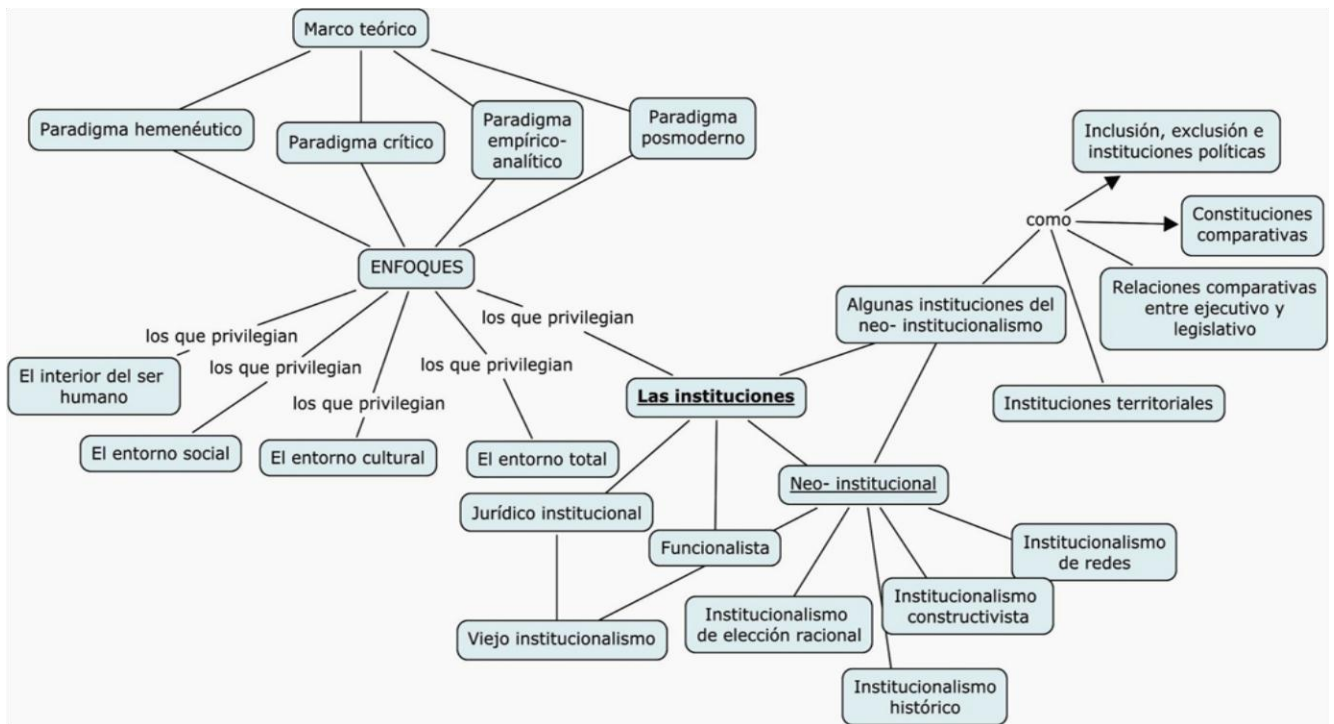 Marco teórico
Paradigma hemenéutico
Paradigma crítico
Paradigma
empírico-
analítico
Paradigma
posmoderno
ENFOQUES
los que privilegian
los que privilegian
los que privilegian
los que privilegian
los que privilegian
El interior del ser
humano
El entorno social
El entorno cultural
El entorno total
Las instituciones
Algunas instituciones del
neo- institucionalismo
como
Inclusión, exclusión e
instituciones políticas
Constituciones
comparativas
Relaciones comparativas
entre ejecutivo y
legislativo
Instituciones territoriales
Jurídico institucional
Funcionalista
Neo- institucional
Viejo institucionalismo
Institucionalismo
de elección racional
Institucionalismo
histórico
Institucionalismo
constructivista
Institucionalismo
de redes